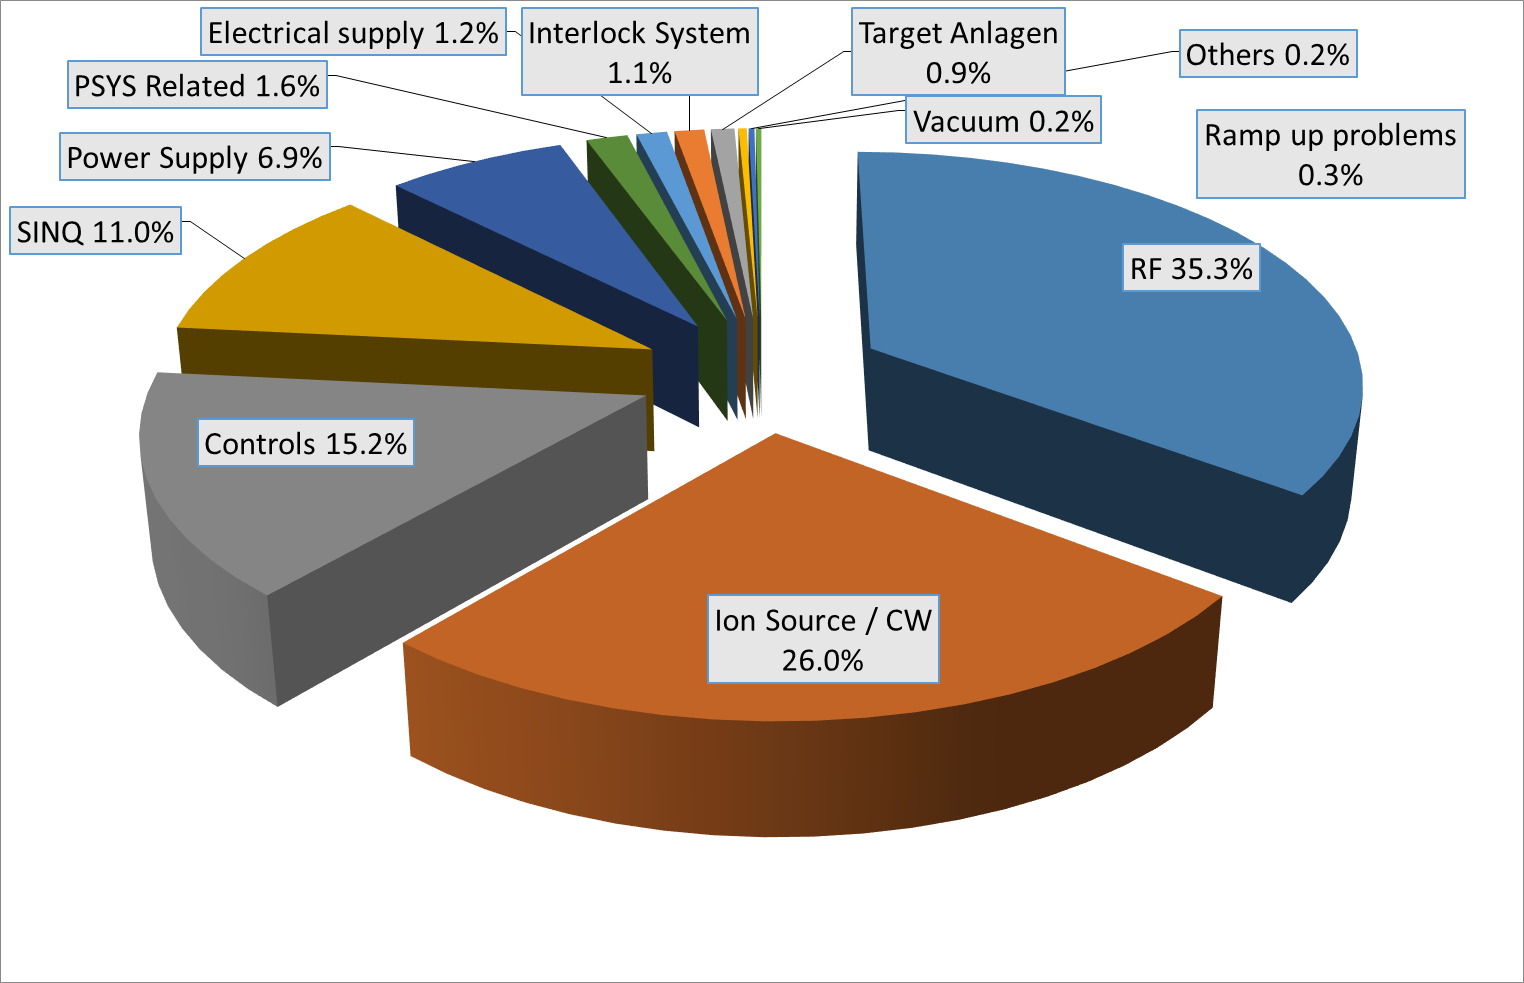 Electrical supply 1.2%
Interlock System
1.1%
Target Anlagen
0.9%
Others 0.2%
PSYS Related 1.6%
Vacuum 0.2%
Ramp up problems
0.3%
Power Supply 6.9%
SINQ 11.0%
RF 35.3%
Controls 15.2%
Ion Source / CW
26.0%